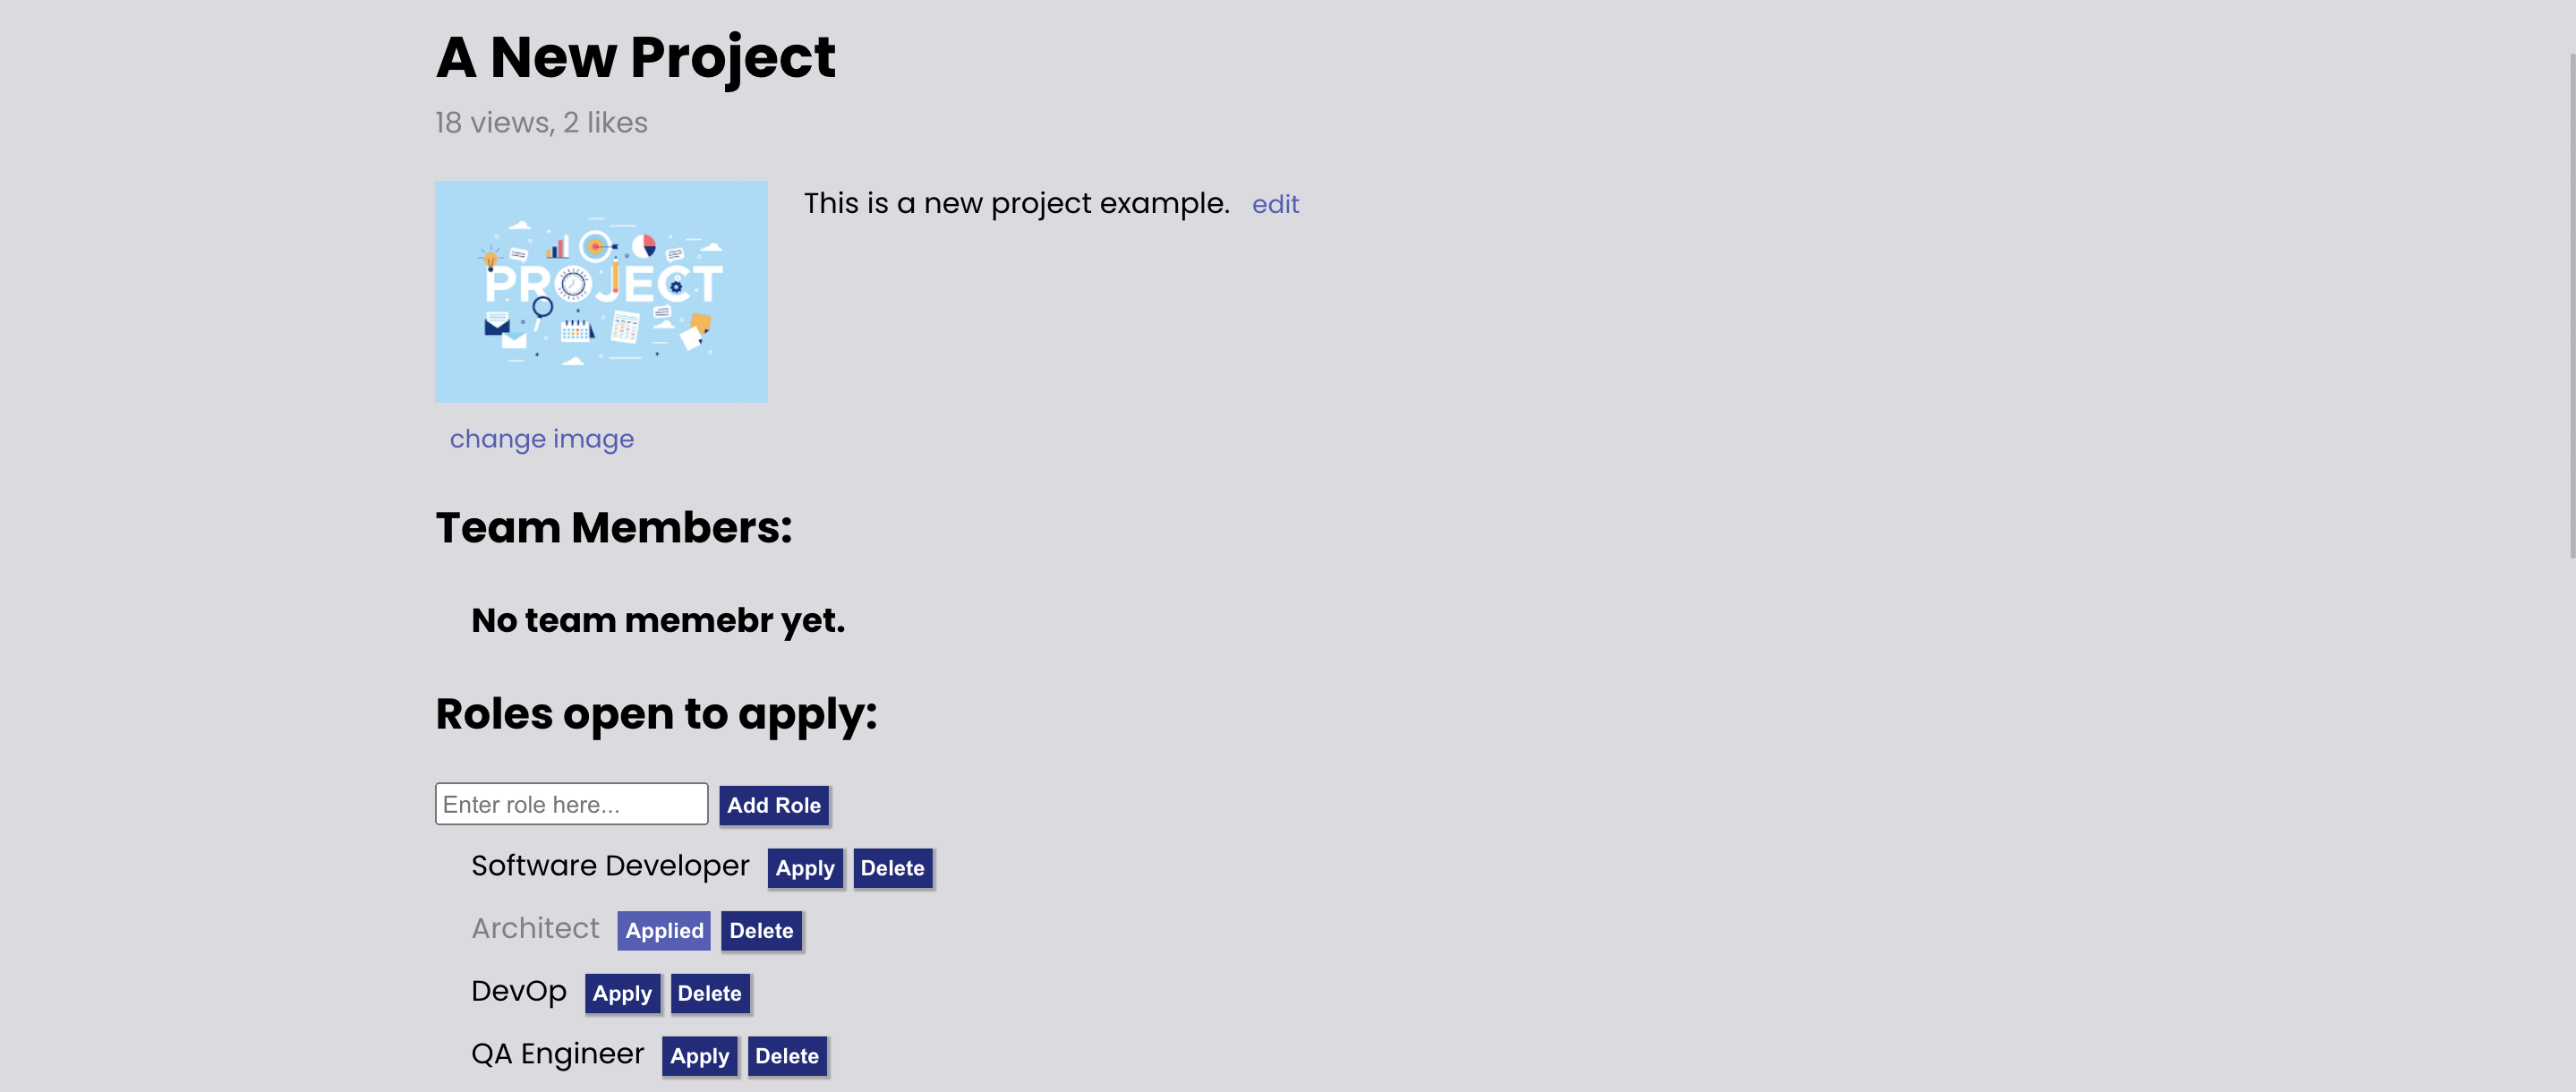 A New Project
18 views, 2 likes
PROJECT
This is a new project example. edit
change image
Team Members:
No team memebr yet.
Roles open to apply:
Enter role here... Add Role
Software Developer Apply Delete
Architect Applied Delete
DevOp Apply Delete
QA Engineer Apply Delete